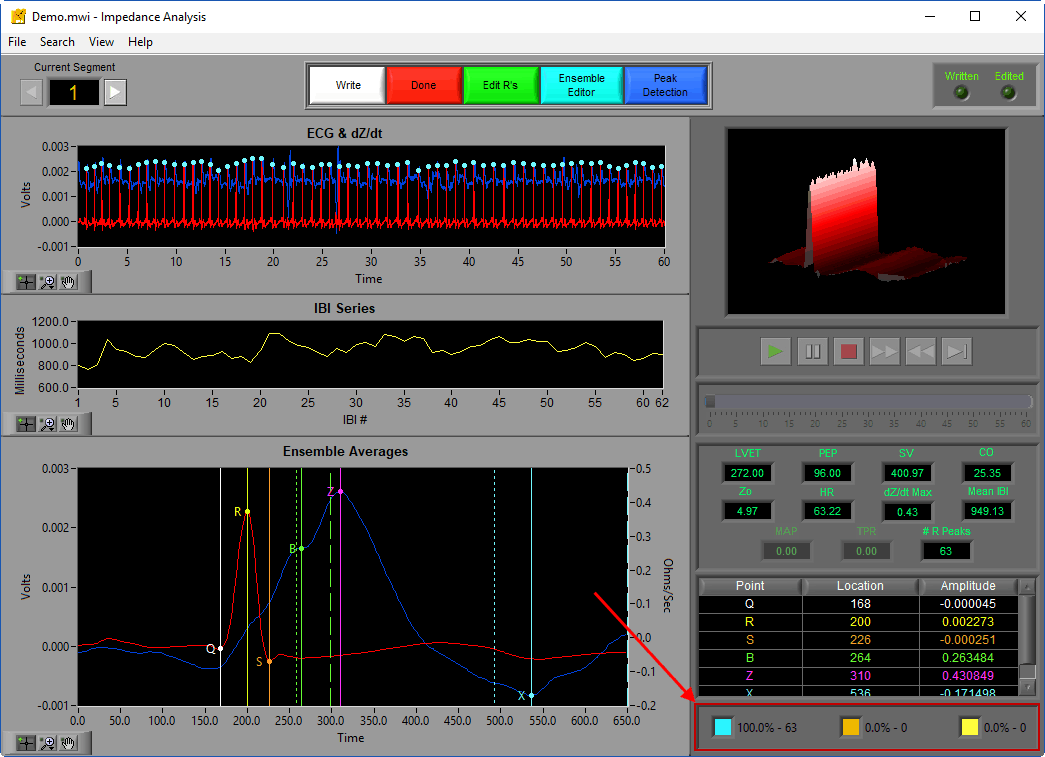 Demo.mwi - Impedance Analysis
File Search View Help
Current Segment
1
Write Done Edit R's Ensemble Editor Peak Detection
Written Edited
ECG & dZ/dt
Volts
0.003
0.002
0.001
0.000
-0.001
0 5 10 15 20 25 30 35 40 45 50 55 60
Time
IBI Series
Milliseconds
1200.0
1000.0
800.0
600.0
1 5 10 15 20 25 30 35 40 45 50 55 60 62
IBI #
Ensemble Averages
Volts
0.003
0.002
0.001
0.000
-0.001
R
Q
S
B
Z
X
0.5
0.4
0.3
0.2
0.1
0.0
-0.1
-0.2
Ohms/Sec
0.0 50.0 100.0 150.0 200.0 250.0 300.0 350.0 400.0 450.0 500.0 550.0 600.0 650.0
Time
0 5 10 15 20 25 30 35 40 45 50 55 60
LVET PEP SV CO
272.00 96.00 400.97 25.35
Zo HR dZ/dt Max Mean IBI
4.97 63.22 0.43 949.13
MAP TPR # R Peaks
0.00 0.00 63
Point Location Amplitude
Q 168 -0.000045
R 200 0.002273
S 226 -0.000251
B 264 0.263484
Z 310 0.430849
X 536 -0.171498
100.0% - 63 0.0% - 0 0.0% - 0